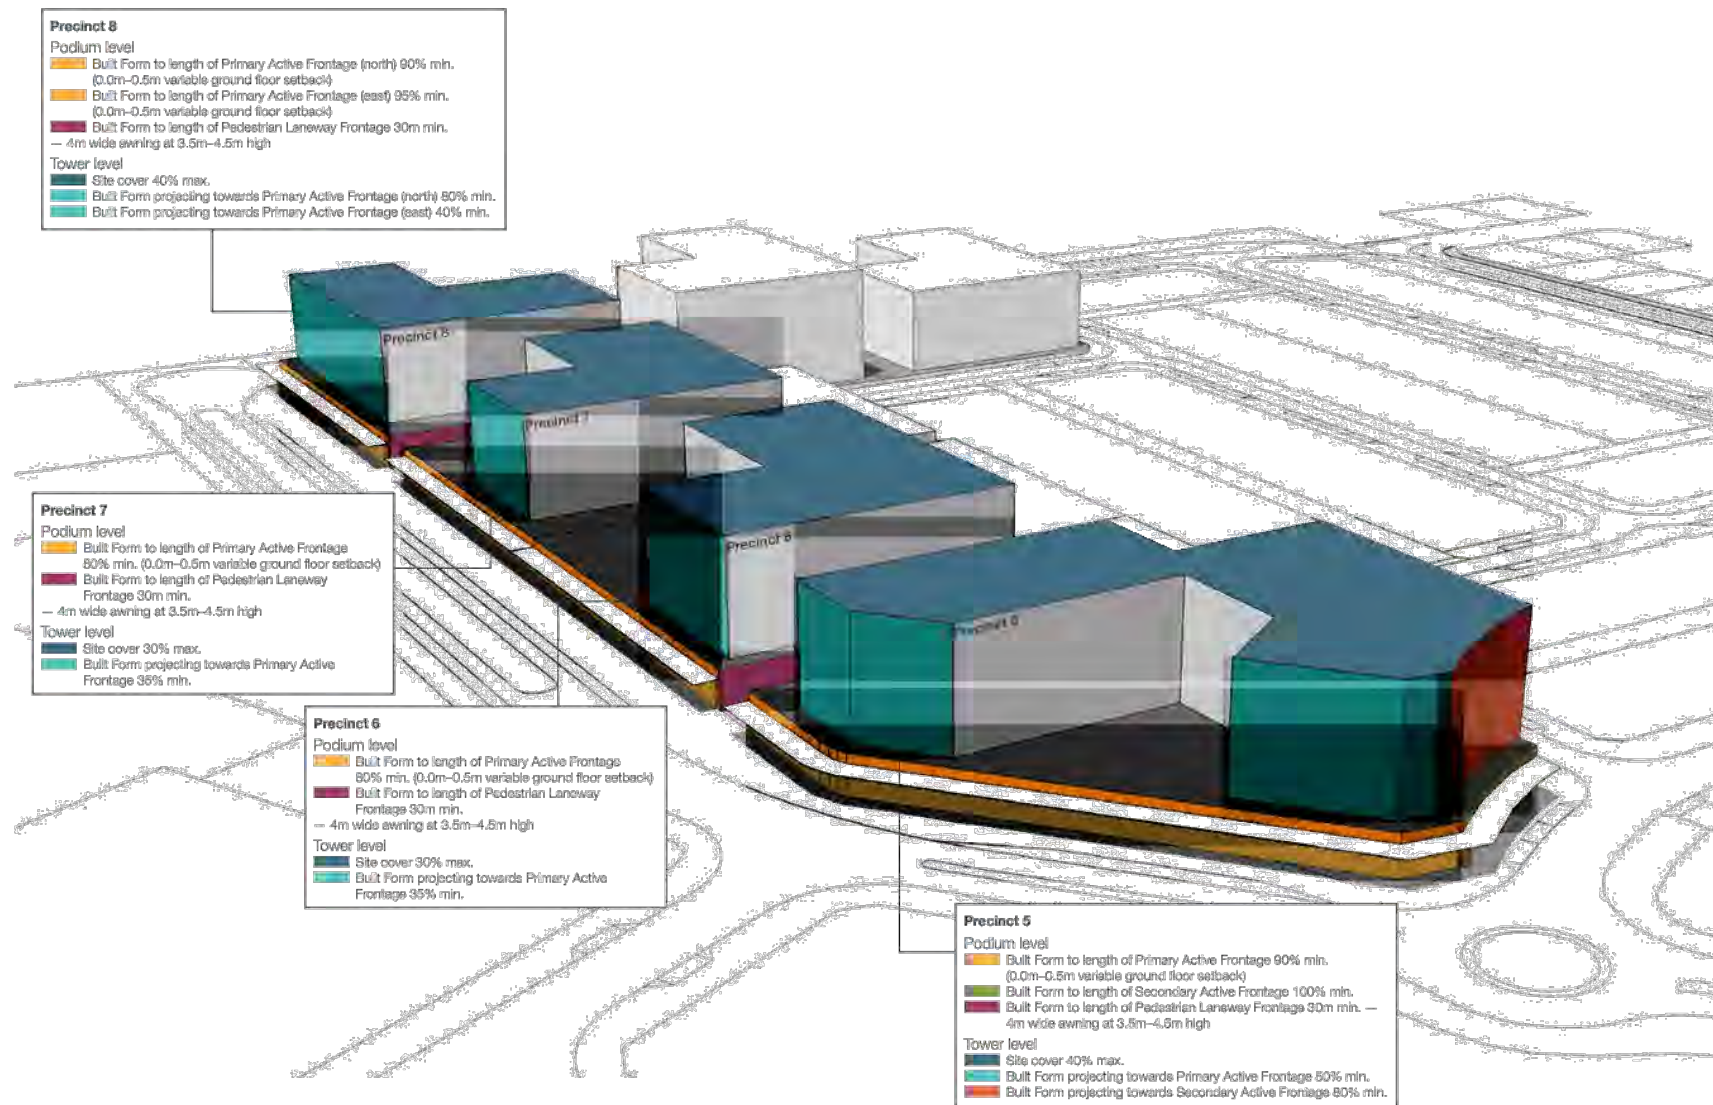 Precinct 8
Podium level
Built Form to length of Primary Active Frontage (north) 90% min.
(0.0m–0.5m variable ground floor setback)
Built Form to length of Primary Active Frontage (east) 95% min.
(0.0m–0.5m variable ground floor setback)
Built Form to length of Pedestrian Laneway Frontage 30m min.
— 4m wide awning at 3.5m–4.5m high
Tower level
Site cover 40% max.
Built Form projecting towards Primary Active Frontage (north) 80% min.
Built Form projecting towards Primary Active Frontage (east) 40% min.
Precinct 8
Precinct 7
Precinct 7
Podium level
Built Form to length of Primary Active Frontage
80% min. (0.0m–0.5m variable ground floor setback)
Built Form to length of Pedestrian Laneway
Frontage 30m min.
— 4m wide awning at 3.5m–4.5m high
Tower level
Site cover 30% max.
Built Form projecting towards Primary Active
Frontage 35% min.
Precinct 6
Precinct
Precinct 6
Podium level
Built Form to length of Primary Active Frontage
80% min. (0.0m–0.5m variable ground floor setback)
Built Form to length of Pedestrian Laneway
Frontage 30m min.
— 4m wide awning at 3.5m–4.5m high
Tower level
Site cover 30% max.
Built Form projecting towards Primary Active
Frontage 35% min.
Precinct 5
Podium level
Built Form to length of Primary Active Frontage 90% min.
(0.0m–0.5m variable ground floor setback)
Built Form to length of Secondary Active Frontage 100% min.
Built Form to length of Pedestrian Laneway Frontage 30m min. —
4m wide awning at 3.5m–4.5m high
Tower level
Site cover 40% max.
Built Form projecting towards Primary Active Frontage 50% min.
Built Form projecting towards Secondary Active Frontage 80% min.